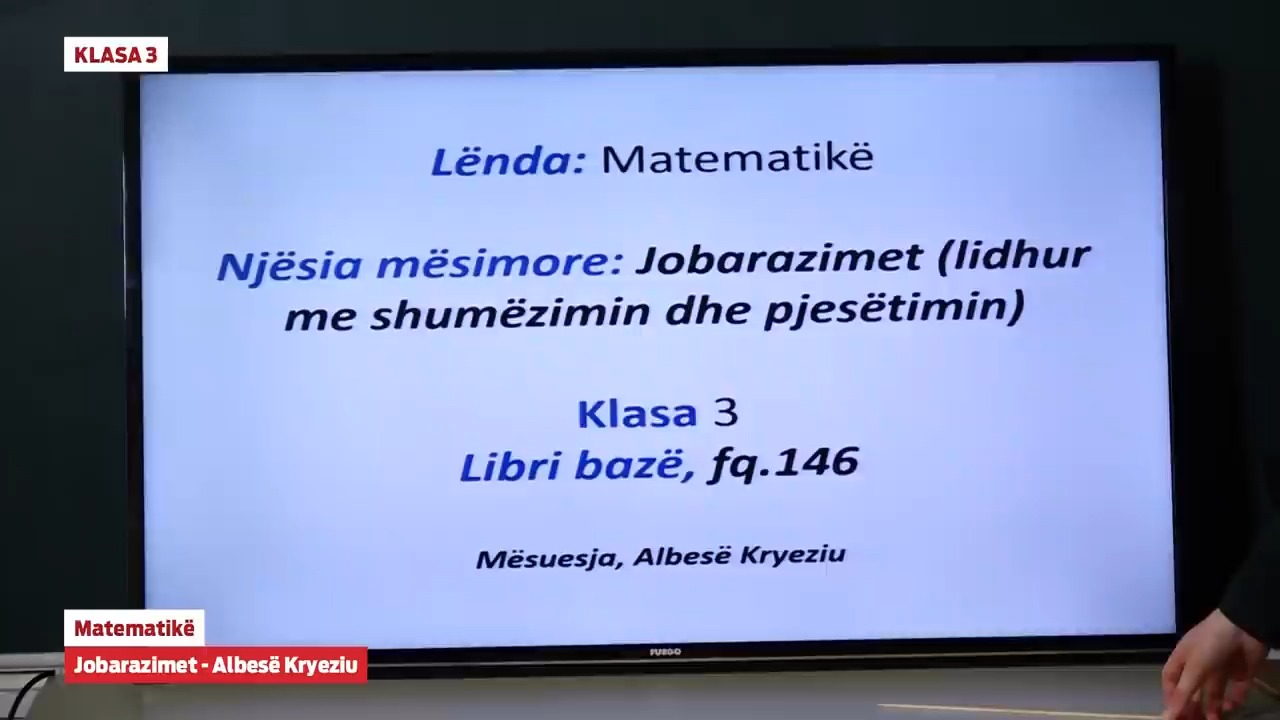 KLASA 3
Lënda: Matematikë
Njësia mësimore: Jobarazimet (lidhur
me shumëzimin dhe pjesëtimin)
Klasa 3
Libri bazë, fq.146
Mësuesja, Albesë Kryeziu
Matematikë
Jobarazimet - Albesë Kryeziu